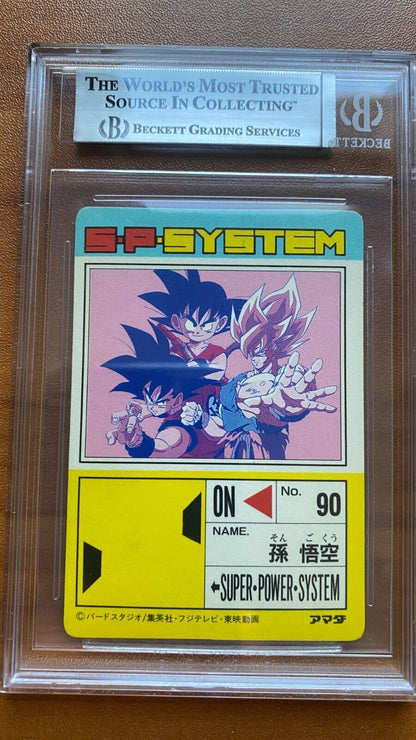 THE WORLD'S MOST TRUSTED
SOURCE IN COLLECTING™
B BECKETT GRADING SERVICES
B
BECKETT
S·P·SYSTEM
ON No. 90
NAME.
そん ご くう
孫 悟空
←SUPER·POWER·SYSTEM
©バードスタジオ/集英社・フジテレビ・東映動画 アマダ